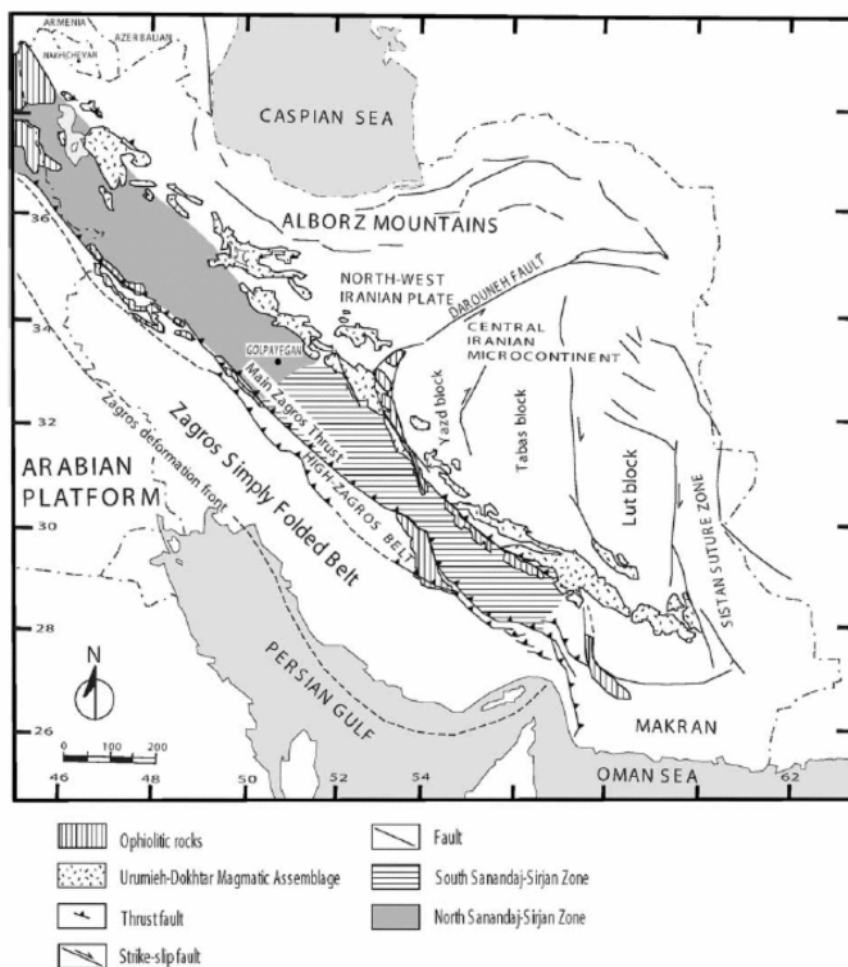 ARMENIA
AZERBAIJAN
NAKHICHEVAN
CASPIAN SEA
36
ALBORZ MOUNTAINS
NORTH-WEST
IRANIAN PLATE
DAROUNEH FAULT
34
CENTRAL
IRANIAN
MICROCONTINENT
GOLPAYEGAN
Main Zagros Thrust
32
Yazd block
Tabas block
Lut block
Zagros deformation front
Zagros Simply Folded Belt
HIGH-ZAGROS BELT
ARABIAN
PLATFORM
30
SISTAN SUTURE ZONE
28
N
PERSIAN GULF
26
MAKRAN
0 100 200
46 48 50 52 54 62
OMAN SEA
Ophiolitic rocks
Fault
Urumieh-Dokhtar Magmatic Assemblage
South Sanandaj-Sirjan Zone
Thrust fault
North Sanandaj-Sirjan Zone
Strike-slip fault